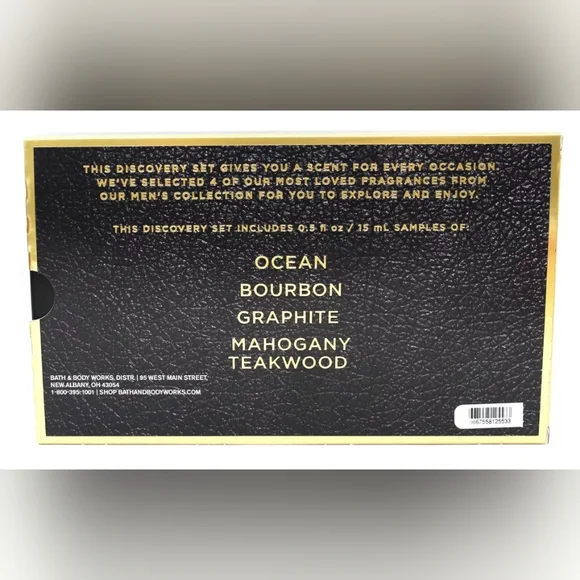 THIS DISCOVERY SET GIVES YOU A SCENT FOR EVERY OCCASION.
WE'VE SELECTED 4 OF OUR MOST LOVED FRAGRANCES FROM
OUR MEN'S COLLECTION FOR YOU TO EXPLORE AND ENJOY.
THIS DISCOVERY SET INCLUDES 0.5 fl oz / 15 mL SAMPLES OF:
OCEAN
BOURBON
GRAPHITE
MAHOGANY
TEAKWOOD
BATH & BODY WORKS, DISTR. | 95 WEST MAIN STREET,
NEW ALBANY, OH 43054
1-800-395-1001 | SHOP BATHANDBODYWORKS.COM